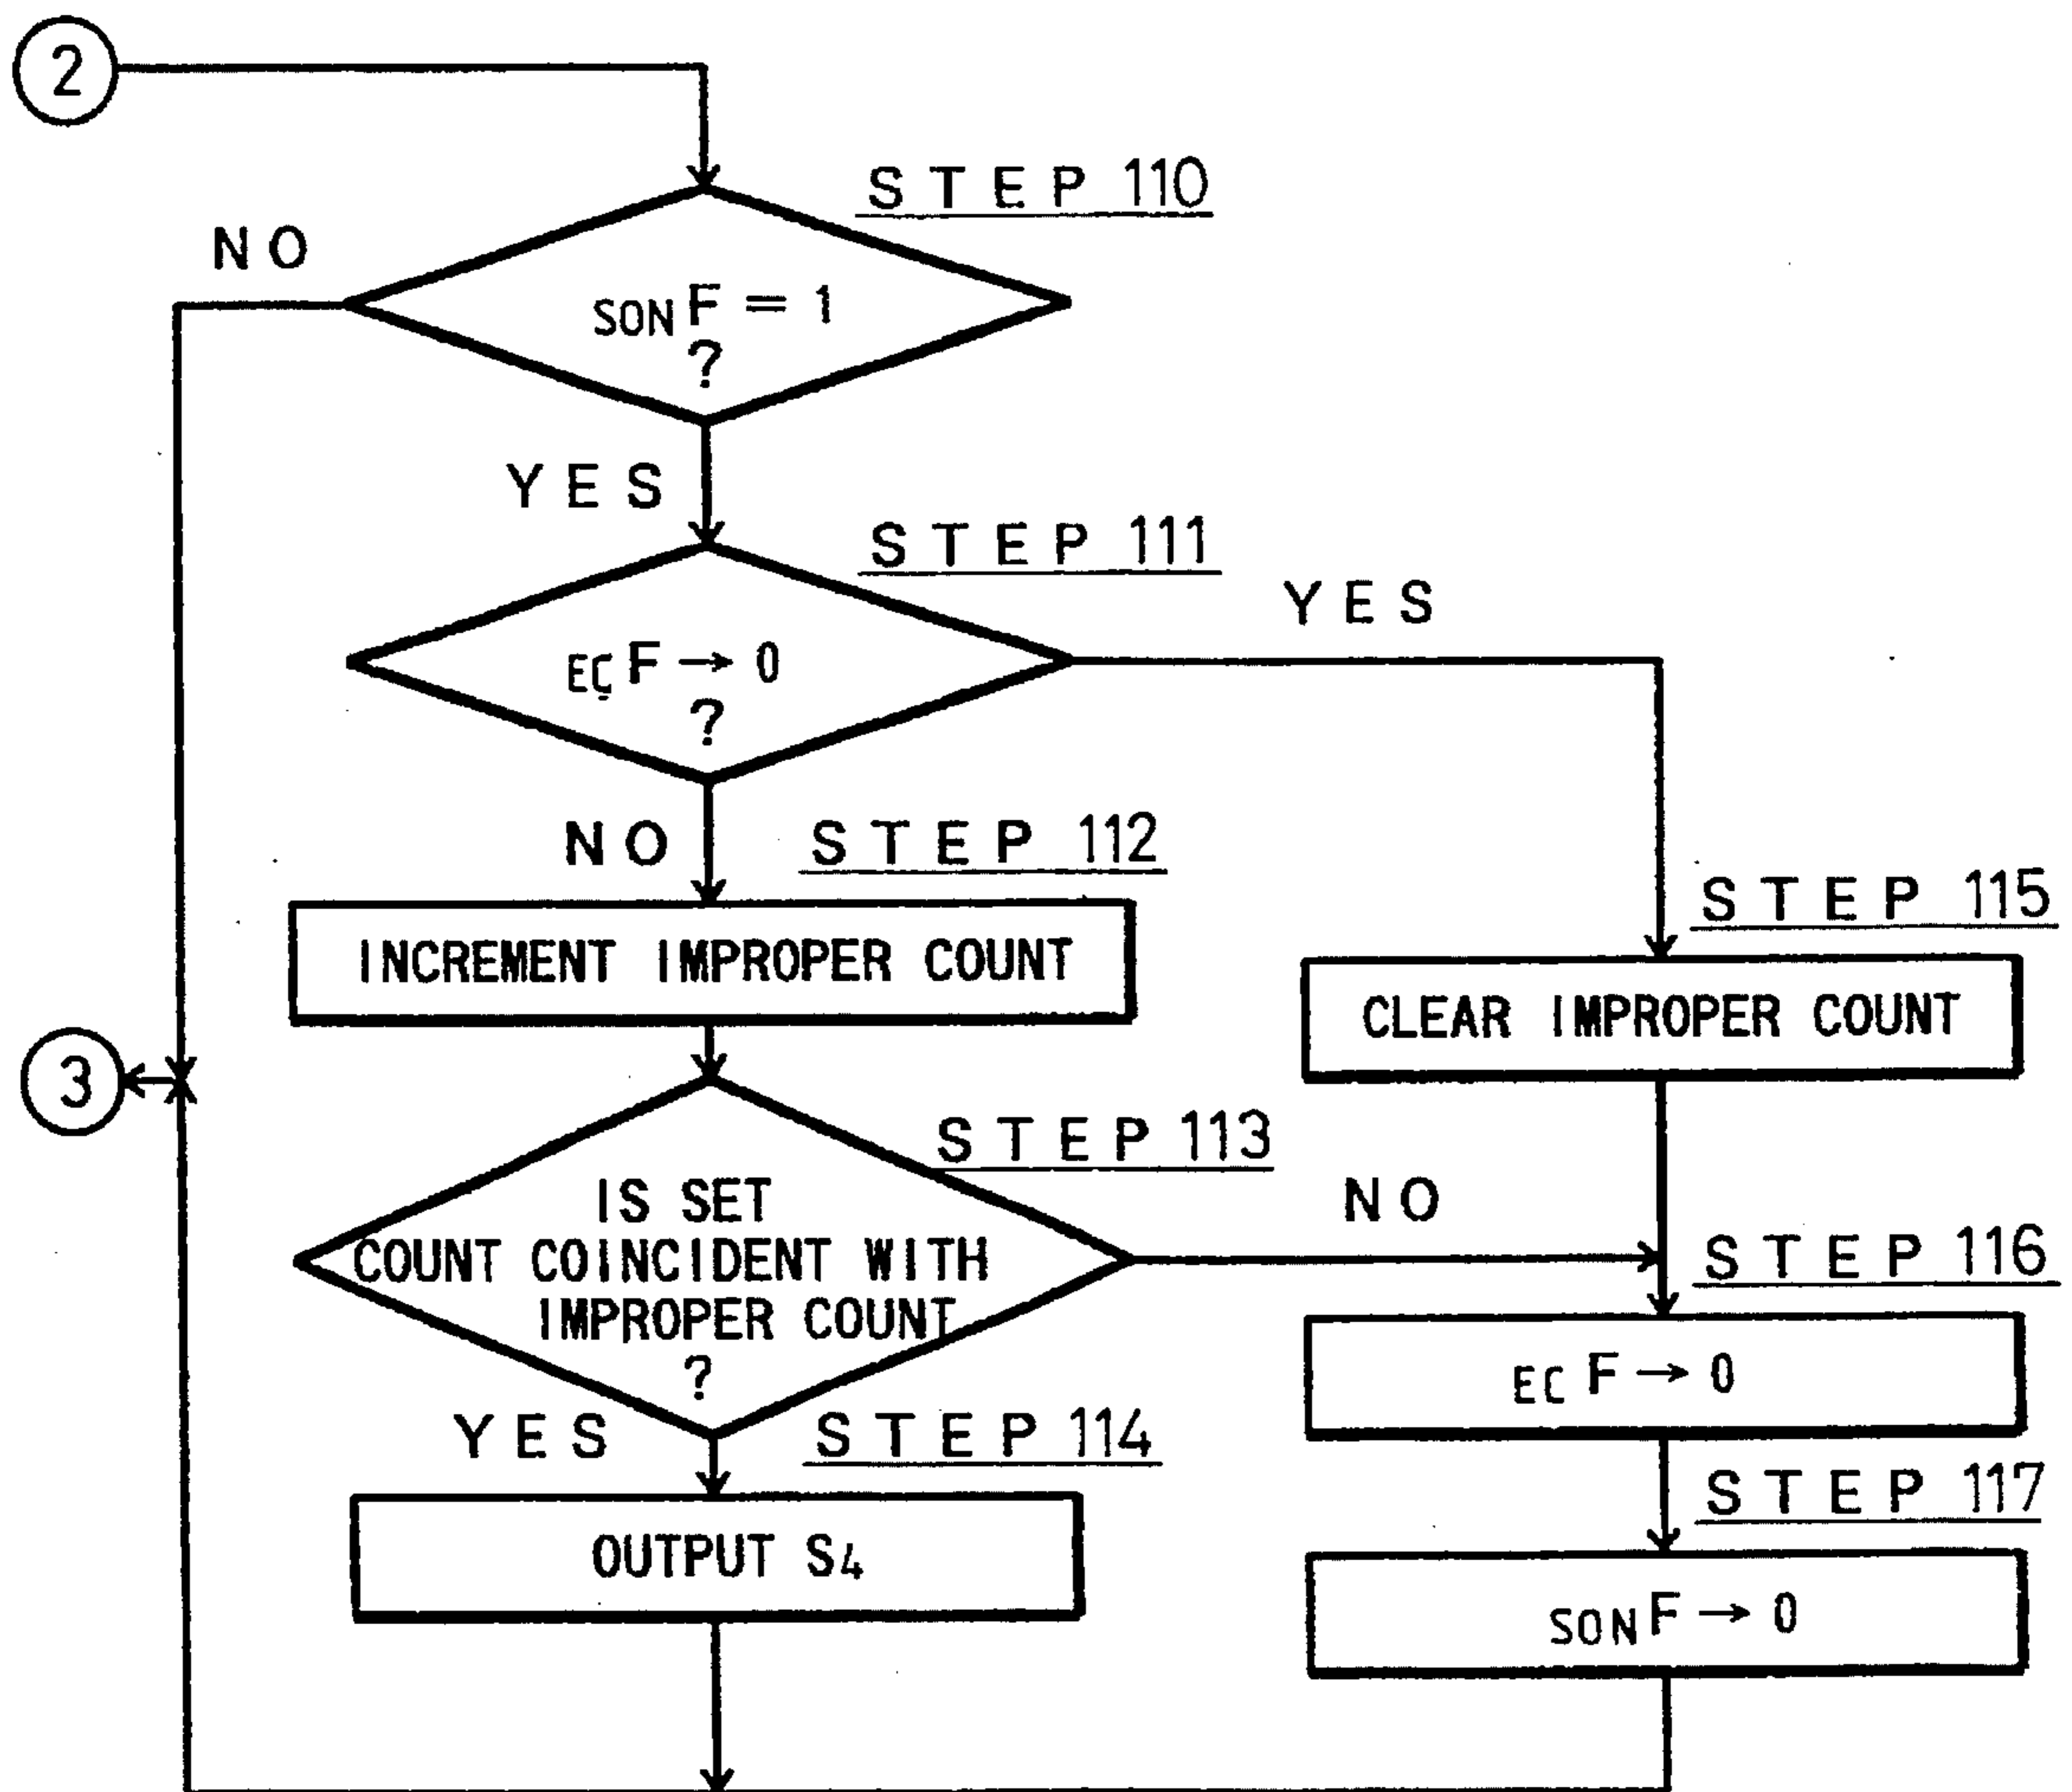 2
STEP 110
NO
SON F = 1
?
YES
STEP 111
YES
EC F → 0
?
NO
STEP 112
INCREMENT IMPROPER COUNT
STEP 115
CLEAR IMPROPER COUNT
3
STEP 113
IS SET
COUNT COINCIDENT WITH
IMPROPER COUNT
?
NO
STEP 116
EC F → 0
YES
STEP 114
OUTPUT S4
STEP 117
SON F → 0